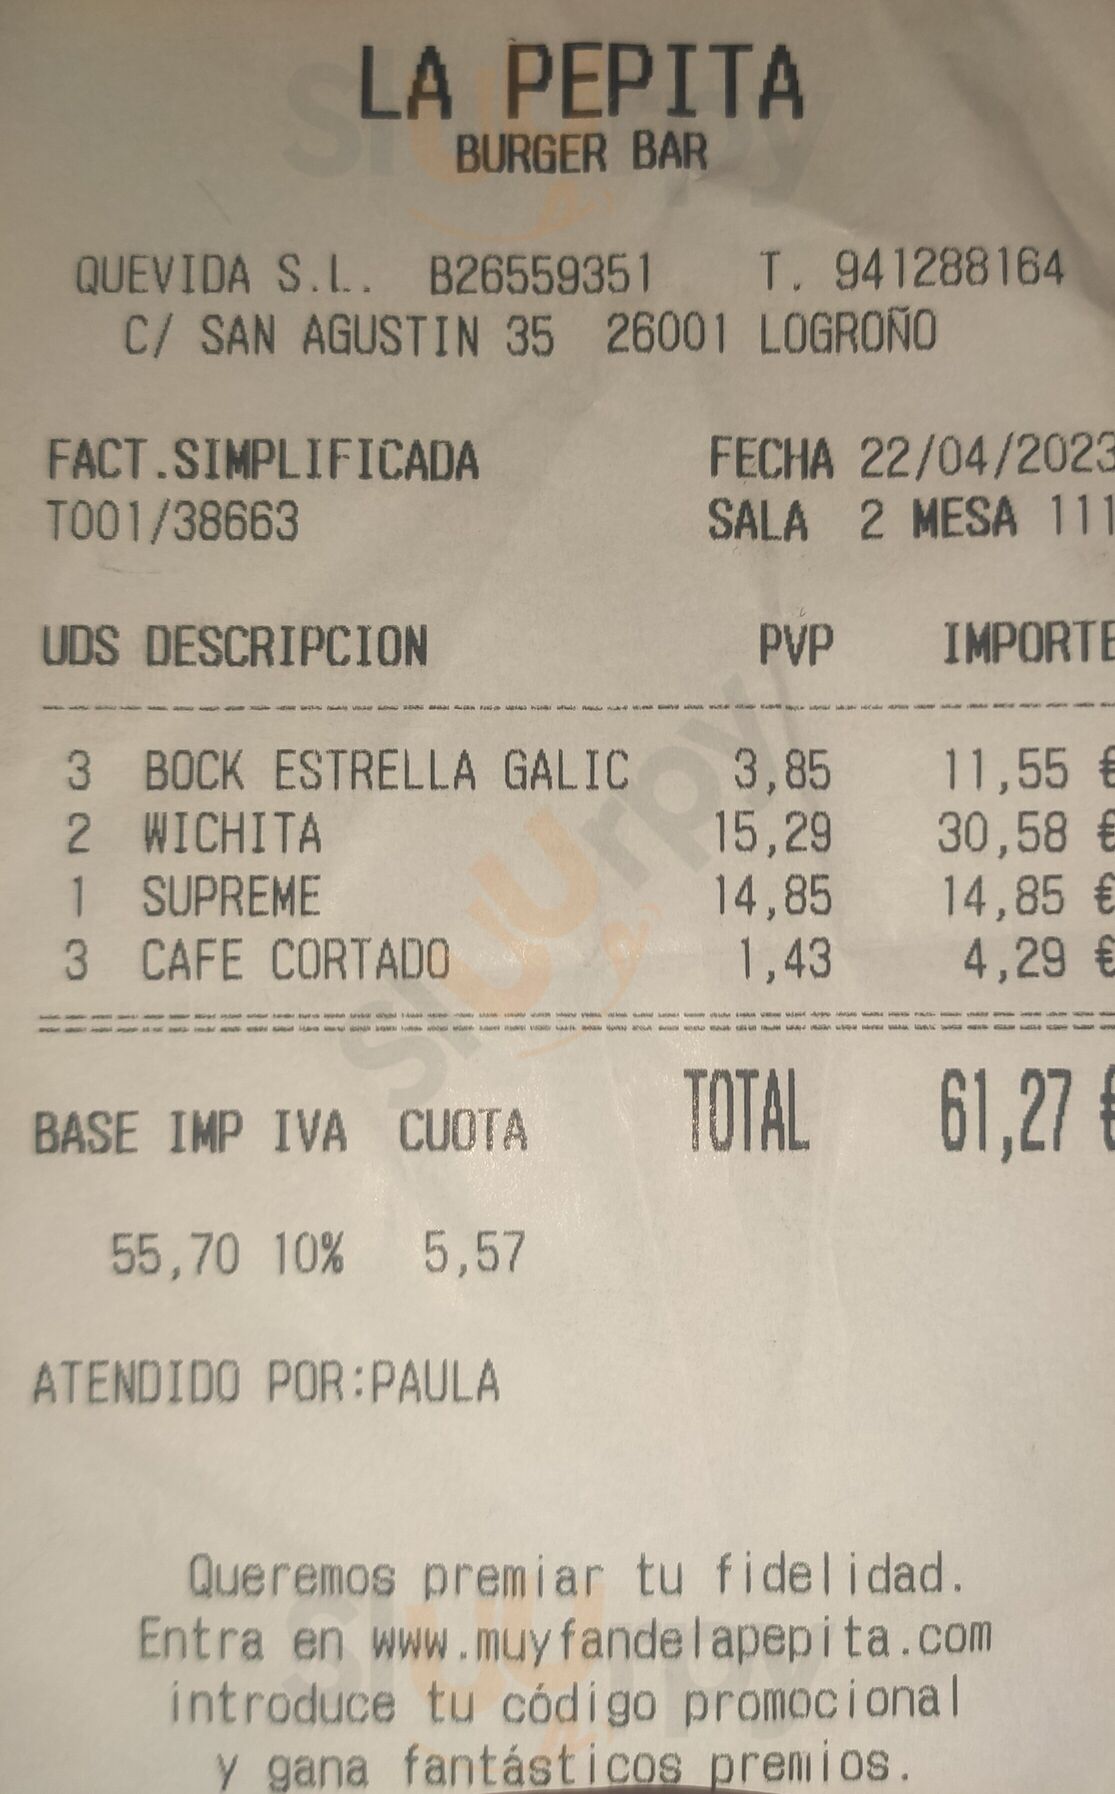 LA PEPITA
BURGER BAR
QUEVIDA S.L. B26559351 T. 941288164
C/ SAN AGUSTIN 35 26001 LOGROÑO
FACT.SIMPLIFICADA FECHA 22/04/2023
T001/38663 SALA 2 MESA 111
UDS DESCRIPCION PVP IMPORTE
3 BOCK ESTRELLA GALIC 3,85 11,55 €
2 WICHITA 15,29 30,58 €
1 SUPREME 14,85 14,85 €
3 CAFE CORTADO 1,43 4,29 €
TOTAL 61,27 €
BASE IMP IVA CUOTA
55,70 10% 5,57
ATENDIDO POR:PAULA
Queremos premiar tu fidelidad.
Entra en www.muyfandelapepita.com
introduce tu código promocional
y gana fantásticos premios.
Sluurpy
Sluurpy
Sluurpy